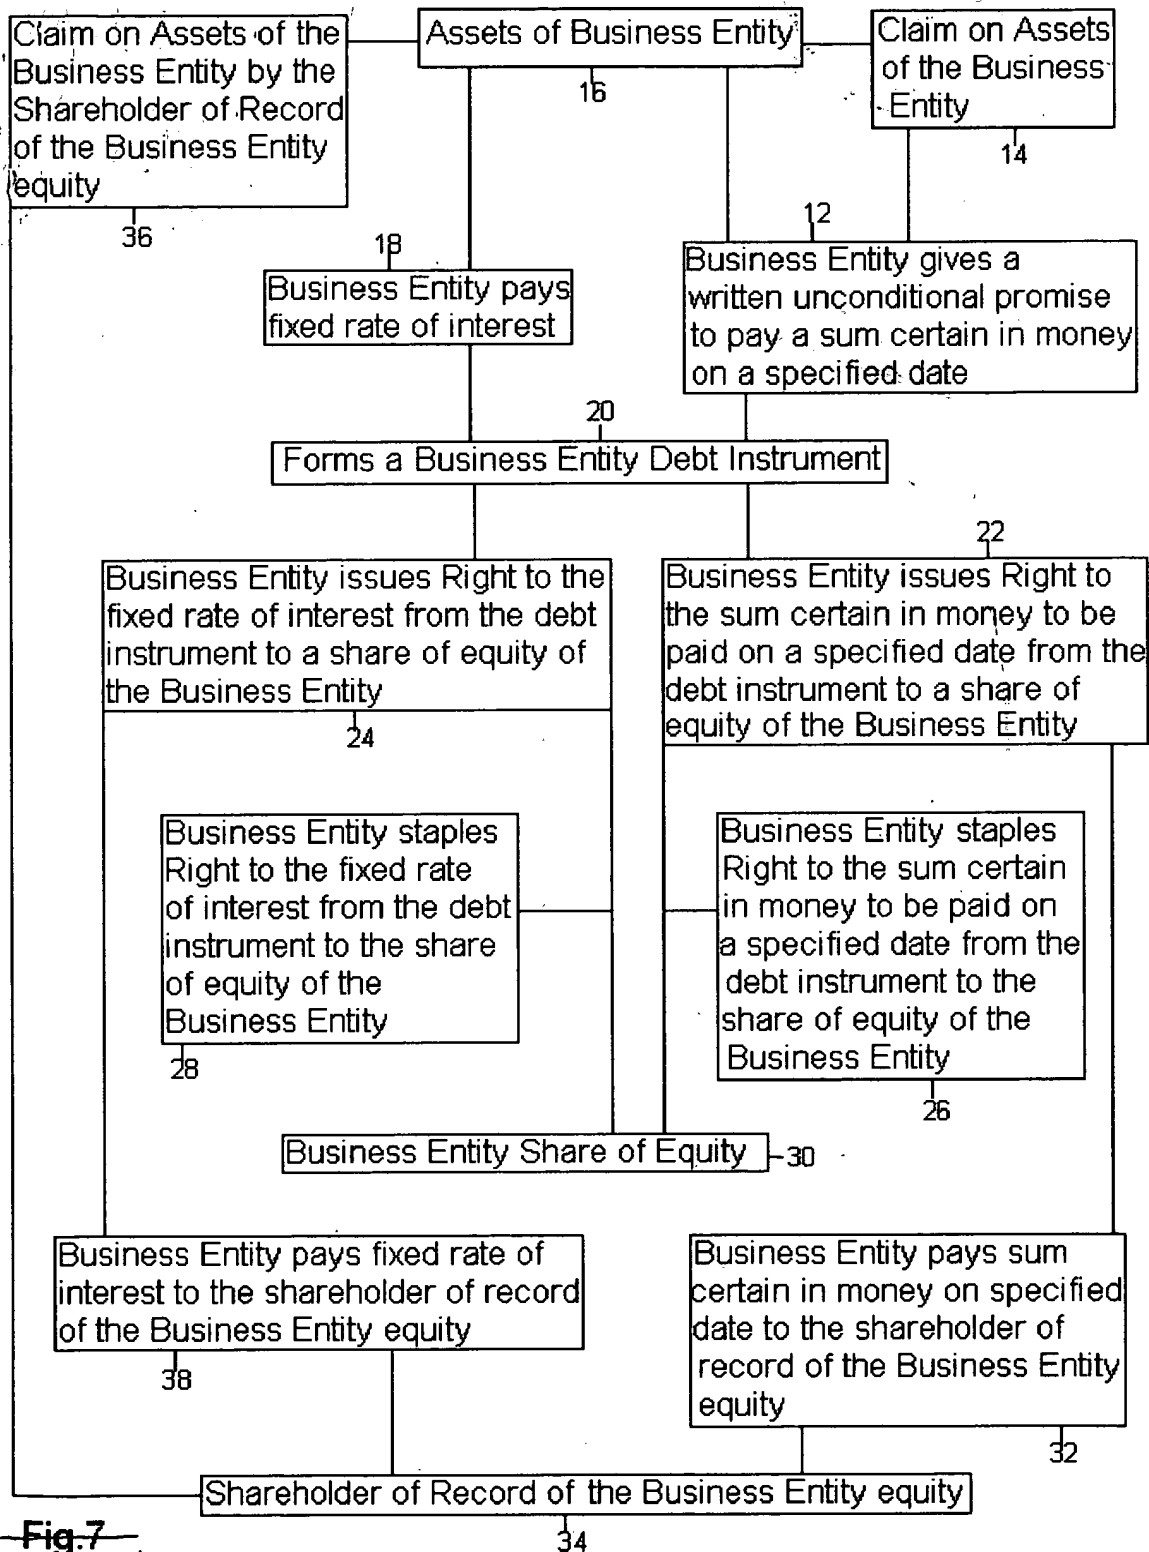 Claim on Assets of the
Business Entity by the
Shareholder of Record
of the Business Entity
equity
36
Assets of Business Entity
16
Claim on Assets
of the Business
Entity
14
18
Business Entity pays
fixed rate of interest
12
Business Entity gives a
written unconditional promise
to pay a sum certain in money
on a specified date
20
Forms a Business Entity Debt Instrument
Business Entity issues Right to the
fixed rate of interest from the debt
instrument to a share of equity of
the Business Entity
24
22
Business Entity issues Right to
the sum certain in money to be
paid on a specified date from the
debt instrument to a share of
equity of the Business Entity
Business Entity staples
Right to the fixed rate
of interest from the debt
instrument to the share
of equity of the
Business Entity
28
Business Entity staples
Right to the sum certain
in money to be paid on
a specified date from the
debt instrument to the
share of equity of the
Business Entity
26
Business Entity Share of Equity
30
Business Entity pays fixed rate of
interest to the shareholder of record
of the Business Entity equity
38
Business Entity pays sum
certain in money on specified
date to the shareholder of
record of the Business Entity
equity
32
Shareholder of Record of the Business Entity equity
34
Fig.7